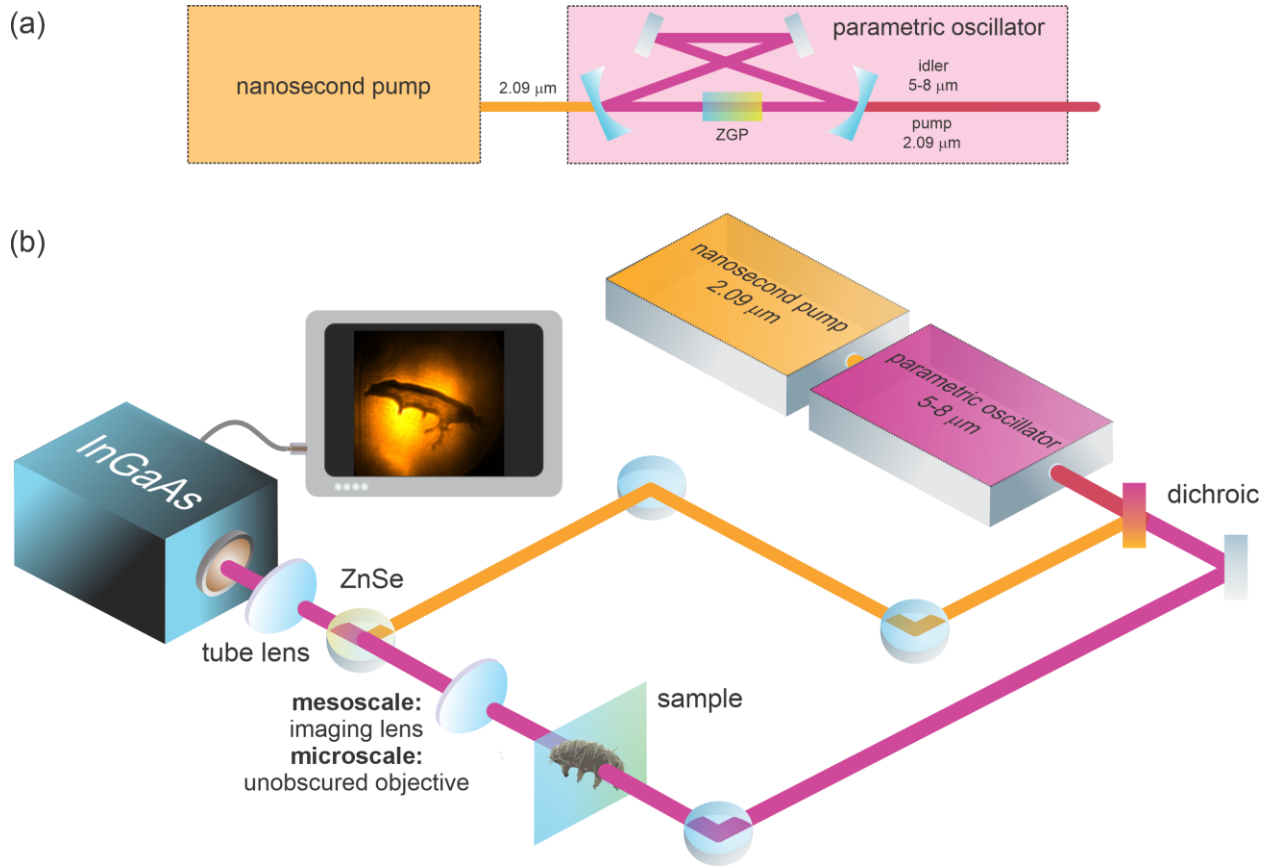 (a)
nanosecond pump
2.09 μm
parametric oscillator
idler
5-8 μm
ZGP
pump
2.09 μm
(b)
nanosecond pump
2.09 μm
parametric oscillator
5-8 μm
InGaAs
dichroic
ZnSe
tube lens
mesoscale:
imaging lens
microscale:
unobscured objective
sample